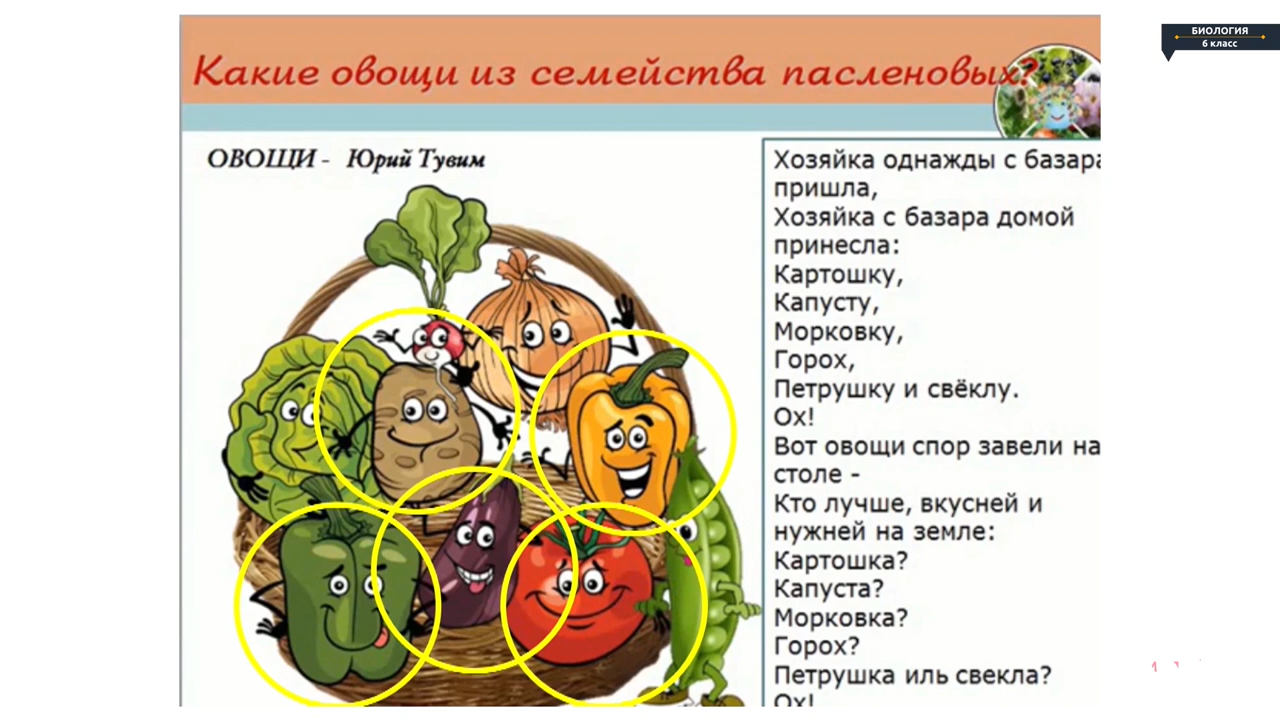 БИОЛОГИЯ
6 класс
Какие овощи из семейства пасленовых?
ОВОЩИ - Юрий Тувим
Хозяйка однажды с базара
пришла,
Хозяйка с базара домой
принесла:
Картошку,
Капусту,
Морковку,
Горох,
Петрушку и свёклу.
Ох!
Вот овощи спор завели на
столе -
Кто лучше, вкусней и
нужней на земле:
Картошка?
Капуста?
Морковка?
Горох?
Петрушка иль свекла?
Ох!